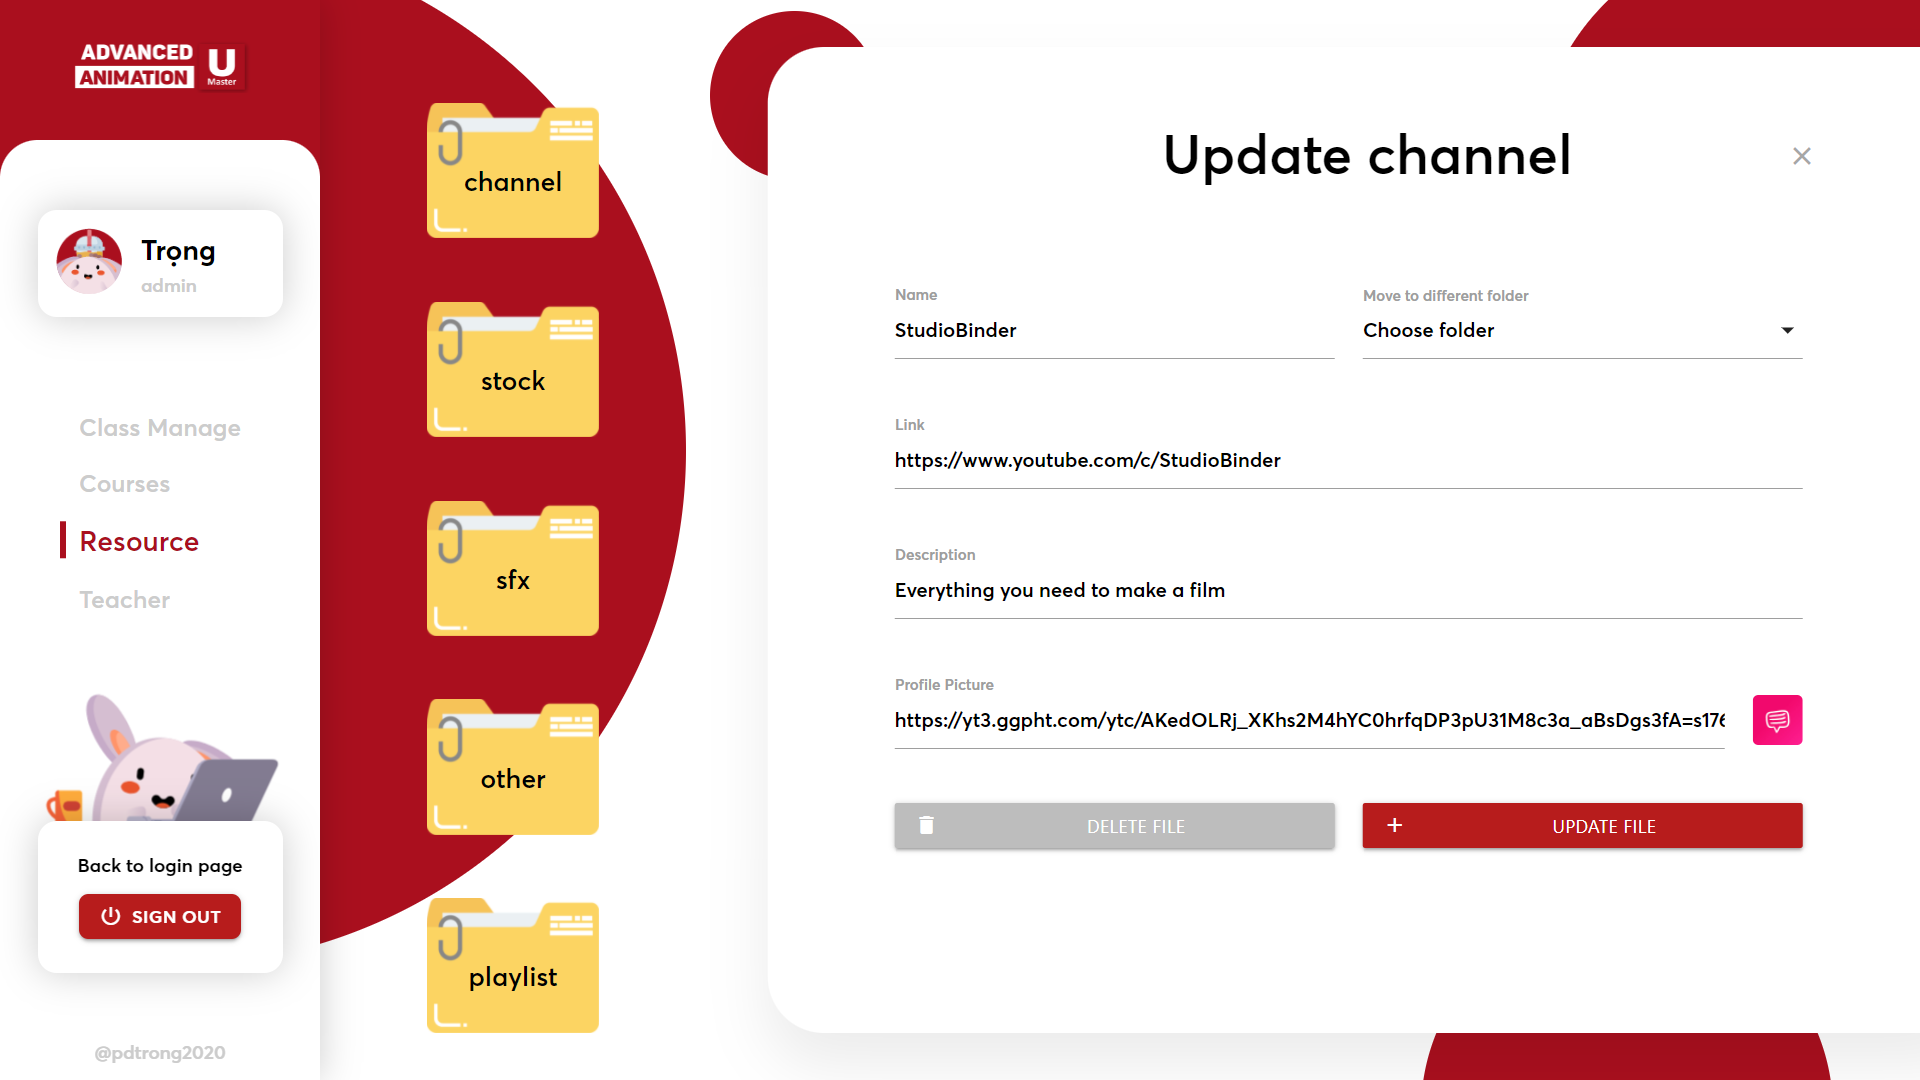 ADVANCED
ANIMATION
U
Master
Trọng
admin
Class Manage
Courses
Resource
Teacher
Back to login page
SIGN OUT
@pdtrong2020
channel
stock
sfx
other
playlist
Update channel
Name
StudioBinder
Move to different folder
Choose folder
Link
https://www.youtube.com/c/StudioBinder
Description
Everything you need to make a film
Profile Picture
https://yt3.ggpht.com/ytc/AKedOLRj_XKhs2M4hYC0hrfqDP3pU31M8c3a_aBsDgs3fA=s176
DELETE FILE
UPDATE FILE